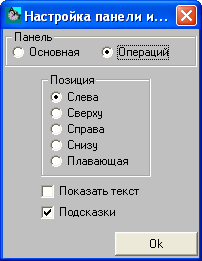 Настройка панели и...
Панель
Основная Операций
Позиция
Слева
Сверху
Справа
Снизу
Плавающая
Показать текст
Подсказки
Ok